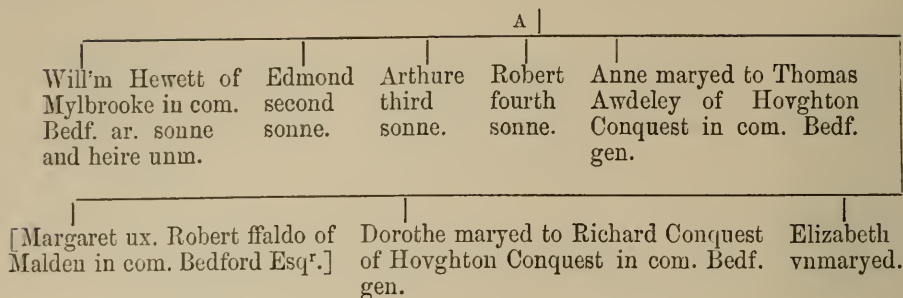 A
Will'm Hewett of
Mylbrooke in com.
Bedf. ar. sonne
and heire unm.
Edmond
second
sonne.
Arthure
third
sonne.
Robert
fourth
sonne.
Anne maryed to Thomas
Awdeley of Hovghton
Conquest in com. Bedf.
gen.
[Margaret ux. Robert ffaldo of
Malden in com. Bedford Esqʳ.]
Dorothe maryed to Richard Conquest
of Hovghton Conquest in com. Bedf.
gen.
Elizabeth
vnmaryed.